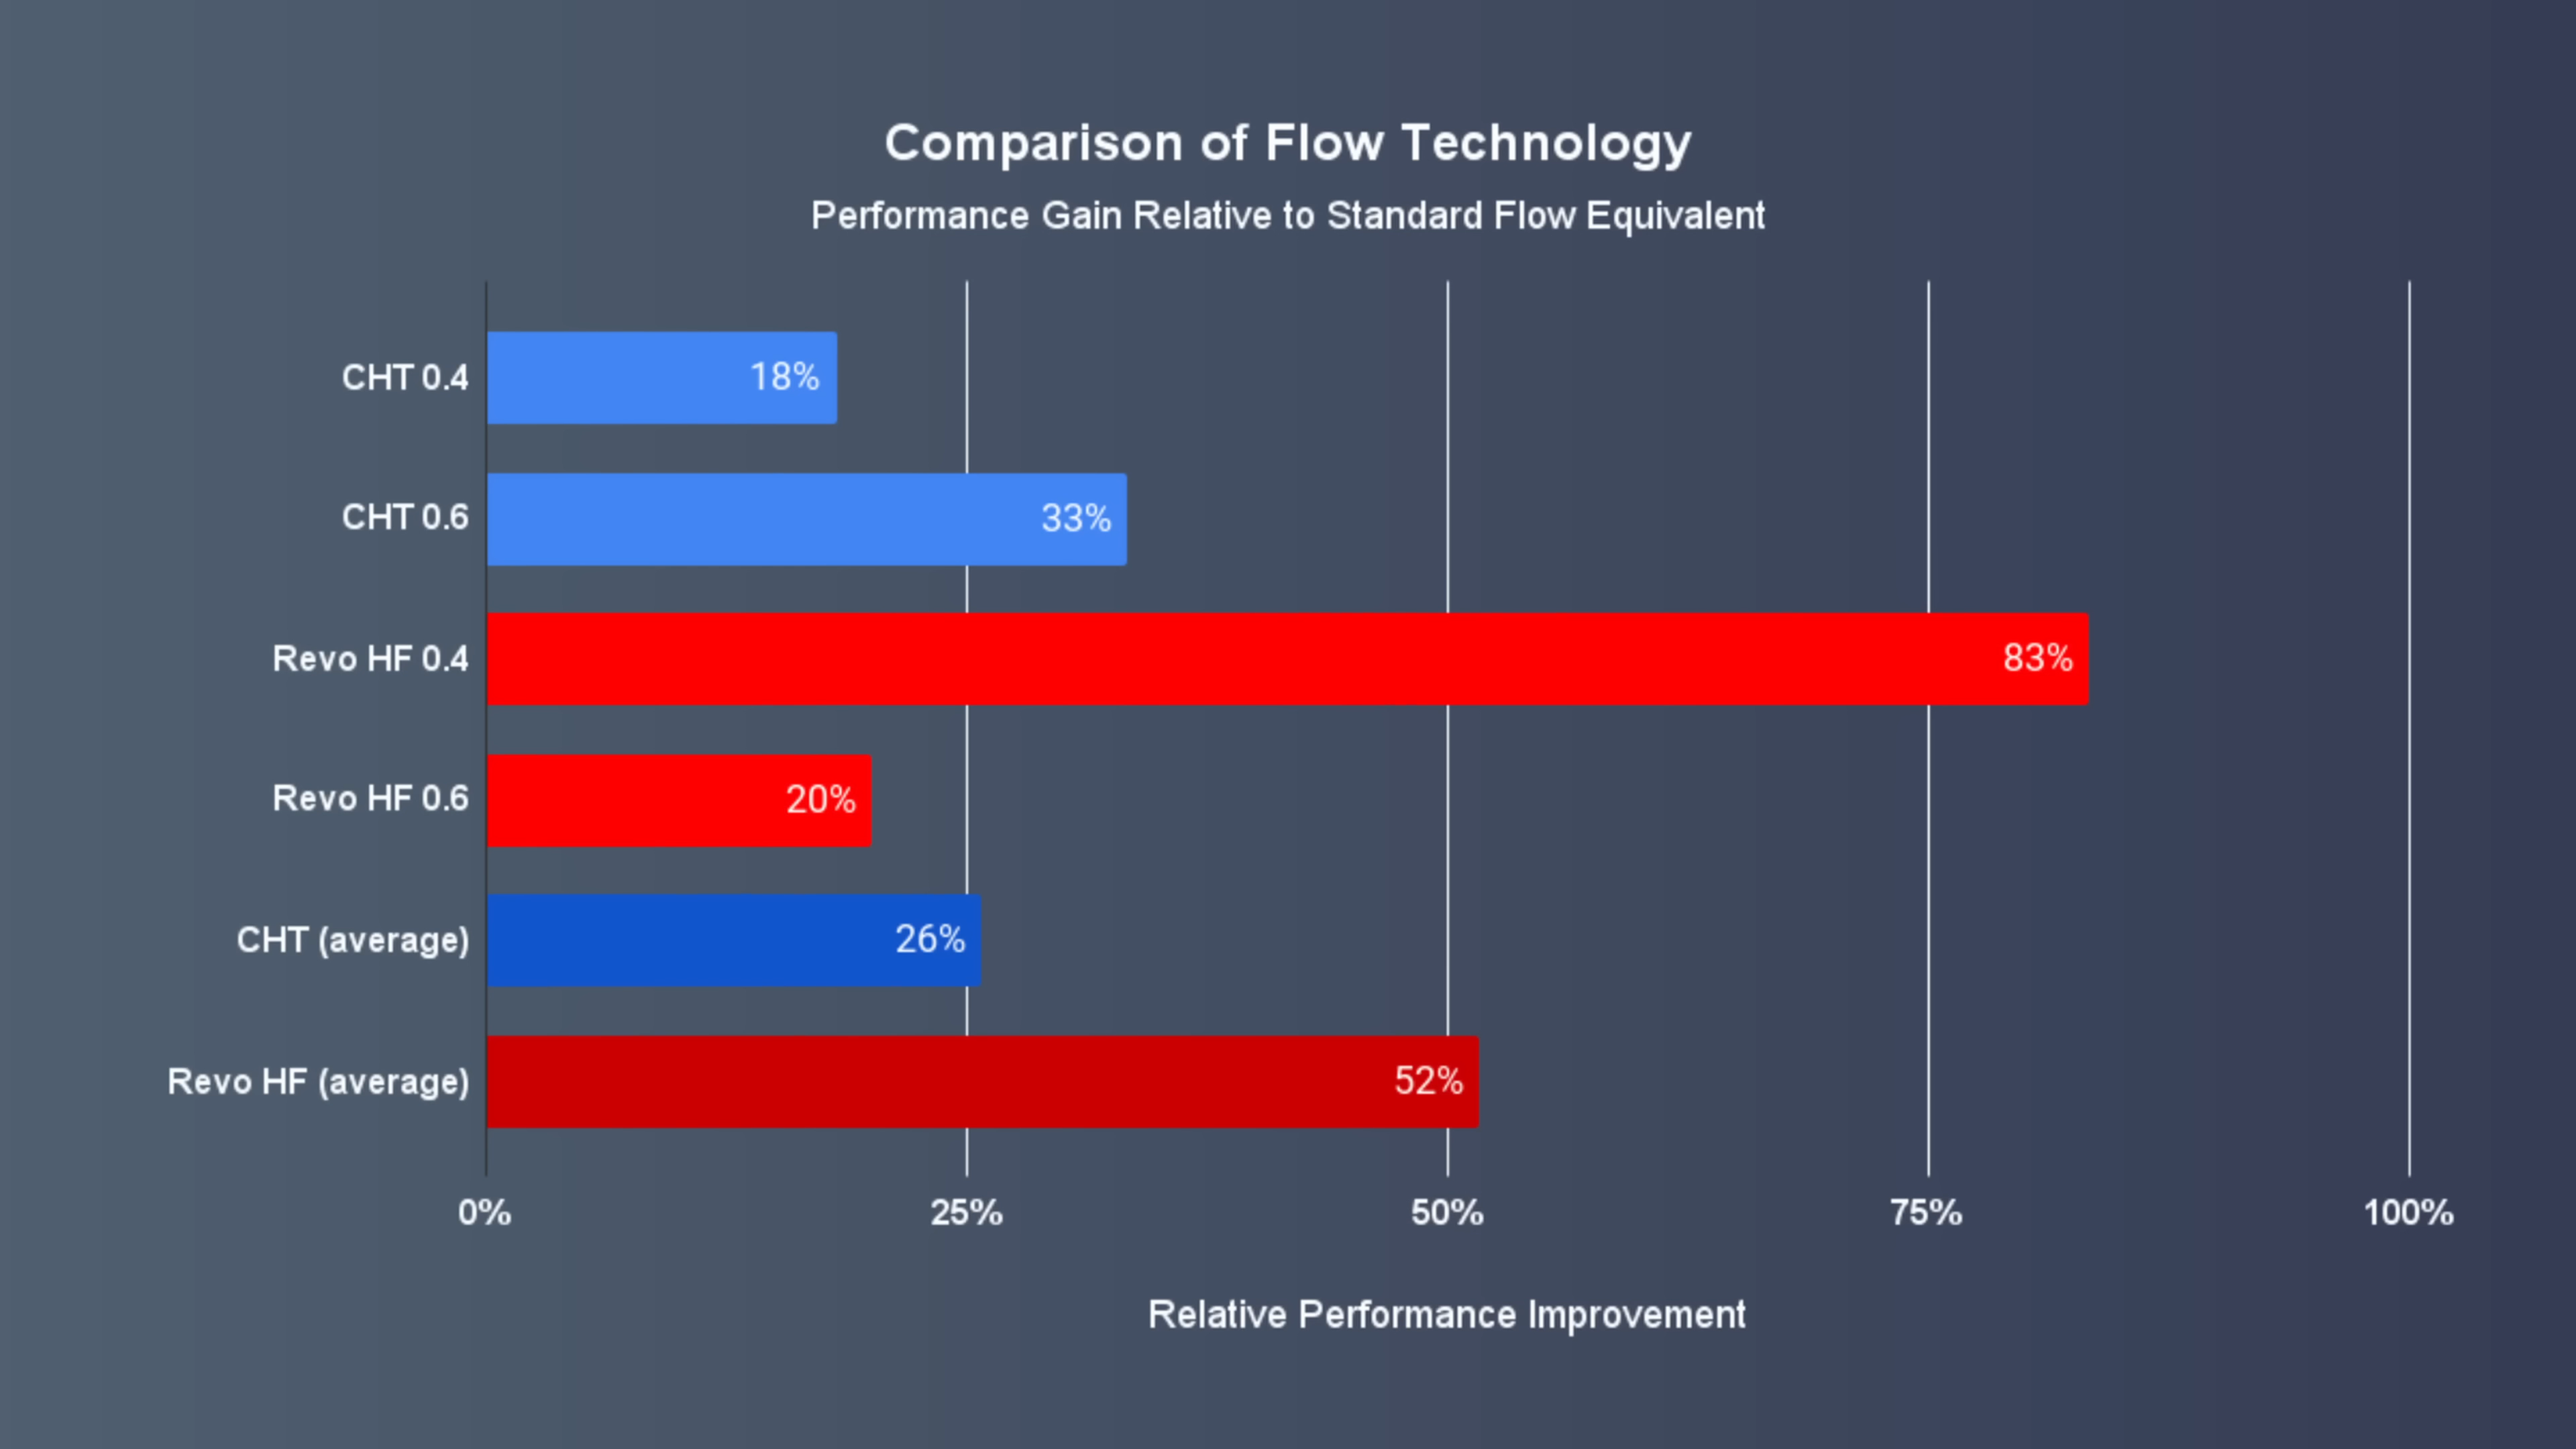 Comparison of Flow Technology
Performance Gain Relative to Standard Flow Equivalent
CHT 0.4
18%
CHT 0.6
33%
Revo HF 0.4
83%
Revo HF 0.6
20%
CHT (average)
26%
Revo HF (average)
52%
0%
25%
50%
75%
100%
Relative Performance Improvement